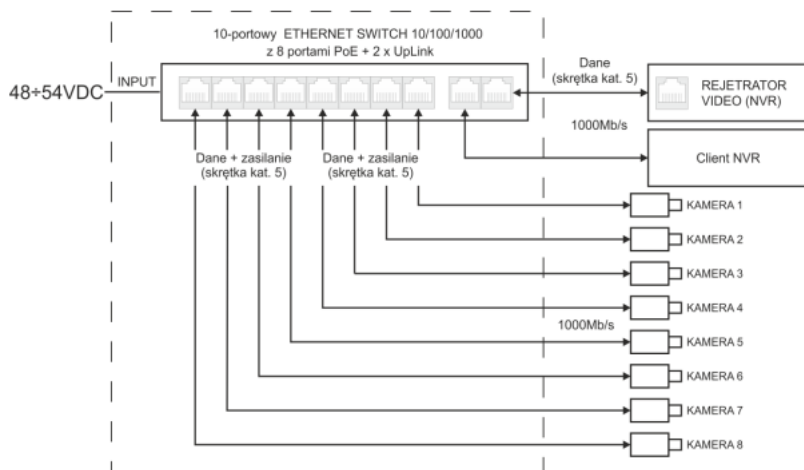 10-portowy ETHERNET SWITCH 10/100/1000
z 8 portami PoE + 2 x UpLink
48÷54VDC
INPUT
Dane
(skrętka kat. 5)
REJETRATOR
VIDEO (NVR)
1000Mb/s
Client NVR
Dane + zasilanie
(skrętka kat. 5)
Dane + zasilanie
(skrętka kat. 5)
KAMERA 1
KAMERA 2
KAMERA 3
KAMERA 4
1000Mb/s
KAMERA 5
KAMERA 6
KAMERA 7
KAMERA 8